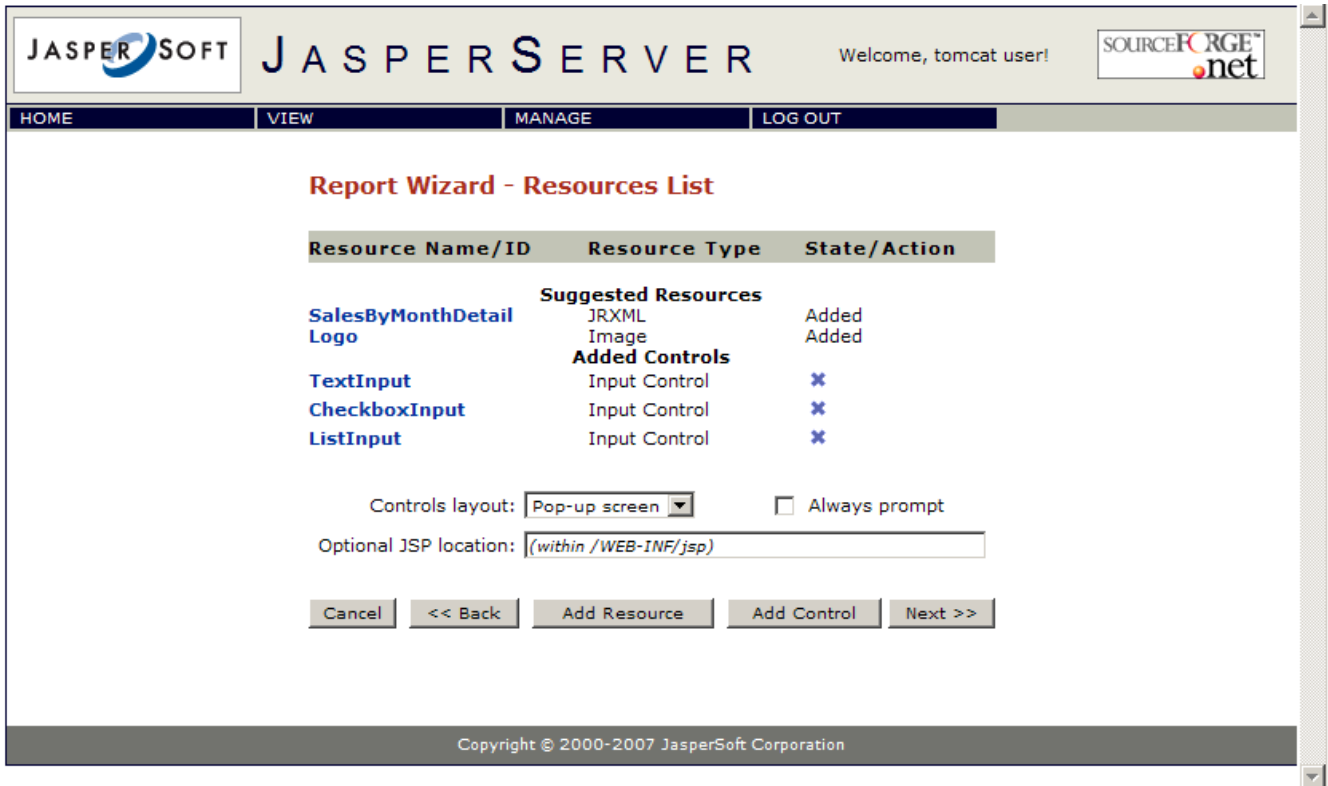 JASPERSOFT JASPERSERVER Welcome, tomcat user! SOURCEFORGE™ .net
HOME VIEW MANAGE LOG OUT
Report Wizard - Resources List
Resource Name/ID Resource Type State/Action
Suggested Resources
SalesByMonthDetail JRXML Added
Logo Image Added
Added Controls
TextInput Input Control
CheckboxInput Input Control
ListInput Input Control
Controls layout: Pop-up screen Always prompt
Optional JSP location: (within /WEB-INF/jsp)
Cancel << Back Add Resource Add Control Next >>
Copyright © 2000-2007 JasperSoft Corporation